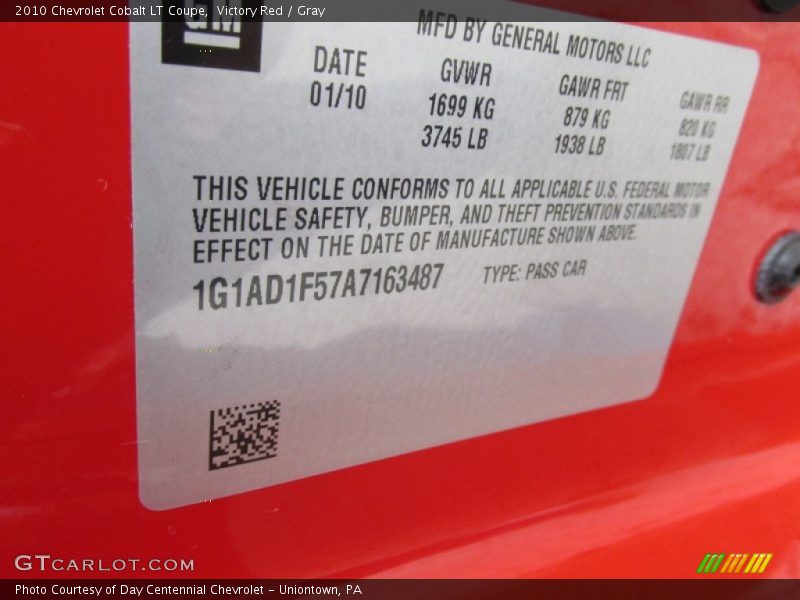 2010 Chevrolet Cobalt LT Coupe, Victory Red / Gray
GM
MFD BY GENERAL MOTORS LLC
DATE GVWR GAWR FRT GAWR RR
01/10 1699 KG 879 KG 820 KG
3745 LB 1938 LB 1807 LB
THIS VEHICLE CONFORMS TO ALL APPLICABLE U.S. FEDERAL MOTOR
VEHICLE SAFETY, BUMPER, AND THEFT PREVENTION STANDARDS IN
EFFECT ON THE DATE OF MANUFACTURE SHOWN ABOVE.
1G1AD1F57A7163487 TYPE: PASS CAR
GTCARLOT.COM
Photo Courtesy of Day Centennial Chevrolet - Uniontown, PA